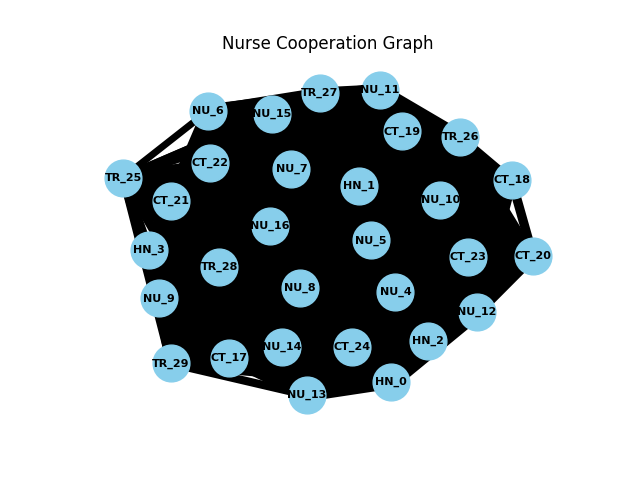 Nurse Cooperation Graph
NU_11
TR_27
NU_6
NU_15
CT_19
TR_26
CT_22
NU_7
TR_25
CT_18
HN_1
CT_21
NU_10
NU_16
NU_5
HN_3
CT_20
CT_23
TR_28
NU_8
NU_4
NU_9
NU_12
HN_2
NU_14
CT_24
CT_17
TR_29
HN_0
NU_13